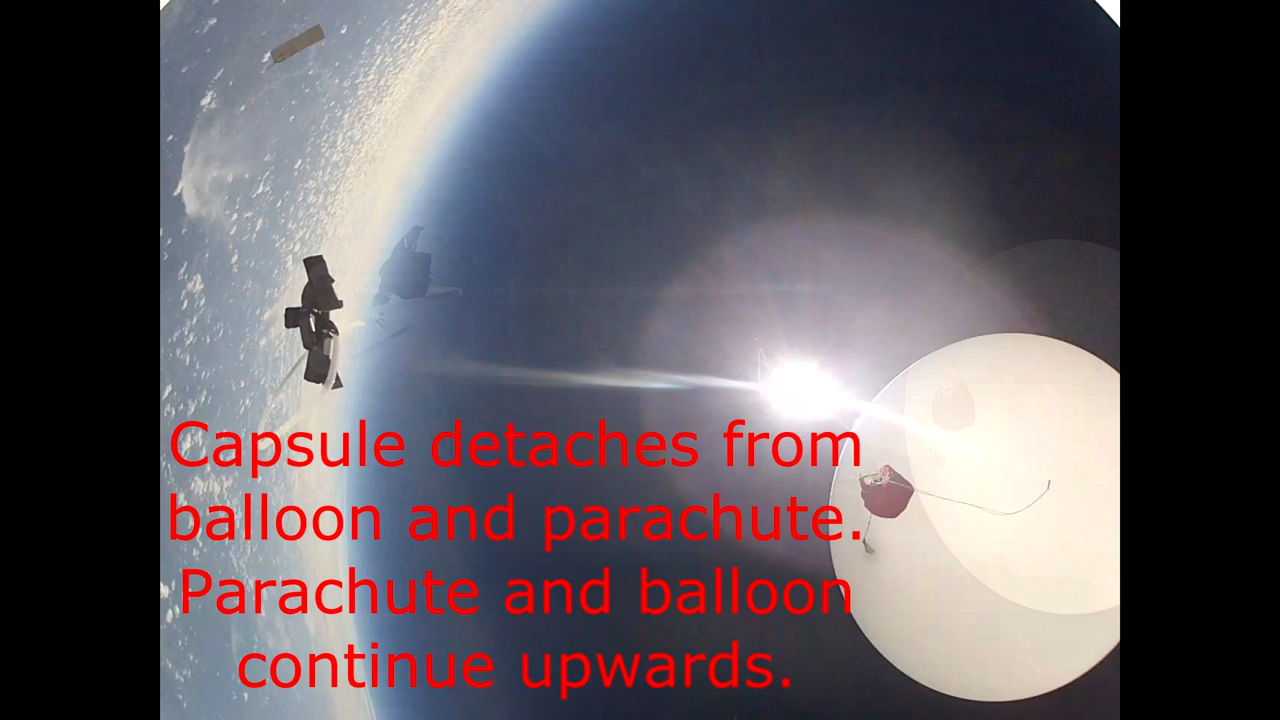 Capsule detaches from
balloon and parachute.
Parachute and balloon
continue upwards.